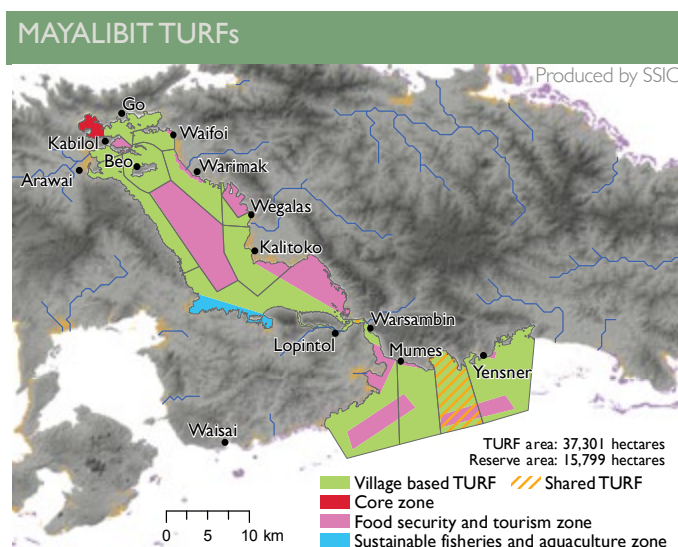 MAYALIBIT TURFs
Produced by SSIC
Go
Kabilol
Waifoi
Beo
Warimak
Arawai
Wegalas
Kalitoko
Warsambin
Lopintol
Mumes
Yensner
Waisai
TURF area: 37,301 hectares
Reserve area: 15,799 hectares
Village based TURF
Shared TURF
Core zone
Food security and tourism zone
Sustainable fisheries and aquaculture zone
0 5 10 km